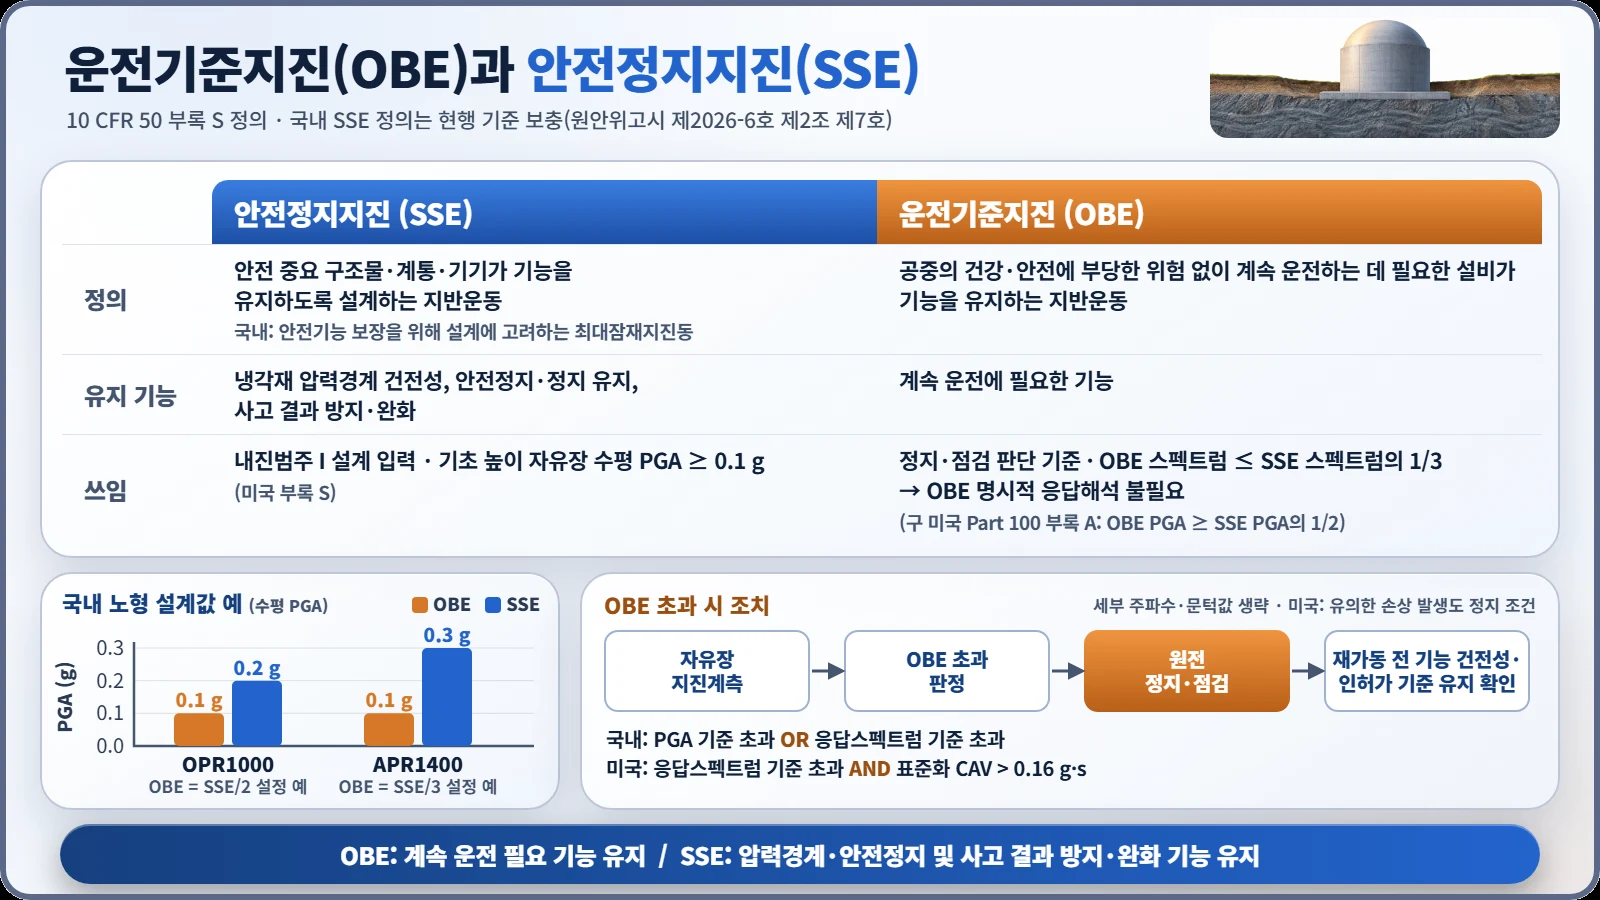 운전기준지진(OBE)과 안전정지지진(SSE)
10 CFR 50 부록 S 정의 · 국내 SSE 정의는 현행 기준 보충(원안위고시 제2026-6호 제2조 제7호)
안전정지지진 (SSE)
운전기준지진 (OBE)
정의
안전 중요 구조물·계통·기기가 기능을
유지하도록 설계하는 지반운동
국내: 안전기능 보장을 위해 설계에 고려하는 최대잠재지진동
공중의 건강·안전에 부당한 위험 없이 계속 운전하는 데 필요한 설비가
기능을 유지하는 지반운동
유지 기능
냉각재 압력경계 건전성, 안전정지·정지 유지,
사고 결과 방지·완화
계속 운전에 필요한 기능
쓰임
내진범주 I 설계 입력 · 기초 높이 자유장 수평 PGA ≥ 0.1 g
(미국 부록 S)
정지·점검 판단 기준 · OBE 스펙트럼 ≤ SSE 스펙트럼의 1/3
→ OBE 명시적 응답해석 불필요
(구 미국 Part 100 부록 A: OBE PGA ≥ SSE PGA의 1/2)
국내 노형 설계값 예 (수평 PGA)
OBE SSE
PGA (g)
0.3
0.2
0.1
0.0
0.1 g
0.2 g
0.1 g
0.3 g
OPR1000
APR1400
OBE = SSE/2 설정 예
OBE = SSE/3 설정 예
OBE 초과 시 조치
세부 주파수·문턱값 생략 · 미국: 유의한 손상 발생도 정지 조건
자유장
지진계측
OBE 초과
판정
원전
정지·점검
재가동 전 기능 건전성·
인허가 기준 유지 확인
국내: PGA 기준 초과 OR 응답스펙트럼 기준 초과
미국: 응답스펙트럼 기준 초과 AND 표준화 CAV > 0.16 g·s
OBE: 계속 운전 필요 기능 유지 / SSE: 압력경계·안전정지 및 사고 결과 방지·완화 기능 유지